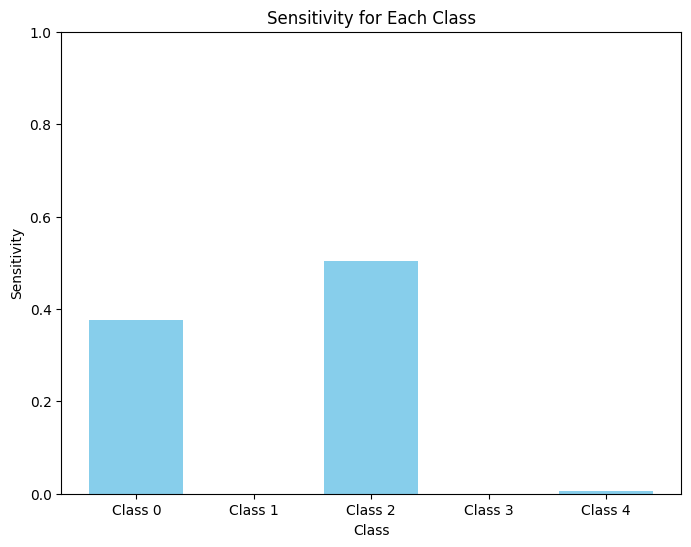 Sensitivity for Each Class
1.0
0.8
0.6
0.4
0.2
0.0
Sensitivity
Class 0
Class 1
Class 2
Class 3
Class 4
Class